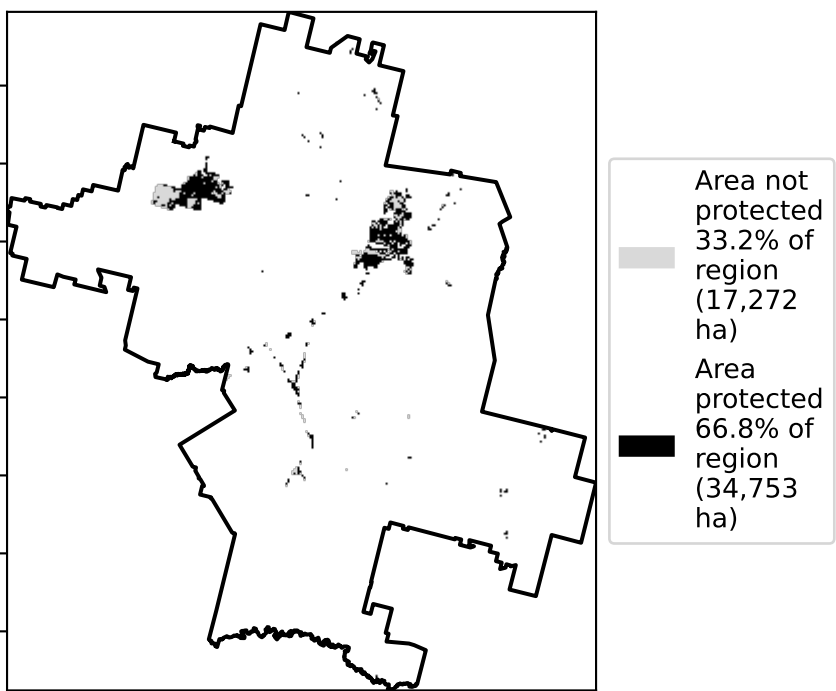 Area not
protected
33.2% of
region
(17,272
ha)
Area
protected
66.8% of
region
(34,753
ha)